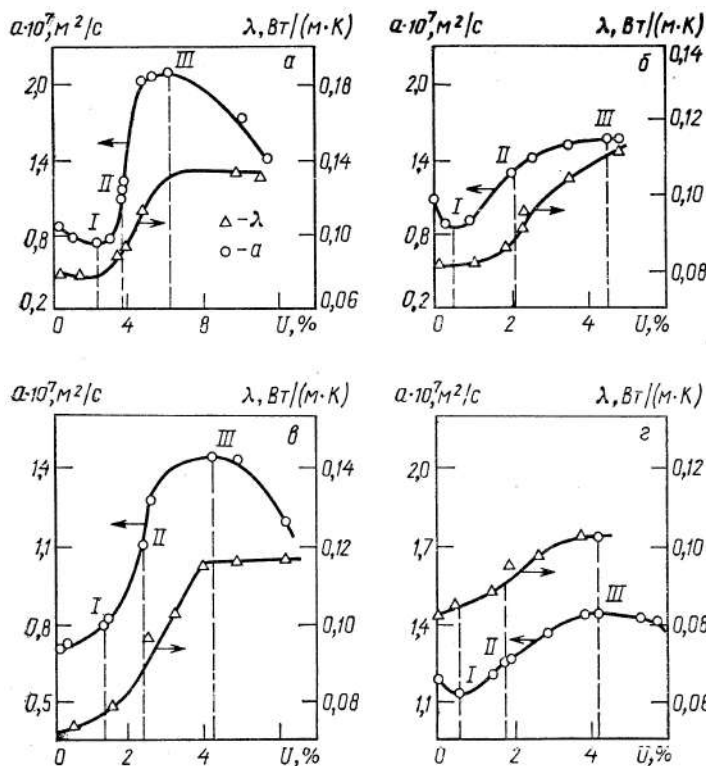 a·10⁷, м²/с λ, Вт/(м·К)
а
III
2,0
0,18
1,4
II
0,14
I
△-λ
○-a
0,8
0,10
0,2
0,06
0 4 8 U,%
a·10⁷, м²/с λ, Вт/(м·К)
0,14
б
2,0
III
0,12
1,4
II
0,10
I
0,8
0,08
0,2
0 2 4 U,%
a·10⁷, м²/с λ, Вт/(м·К)
III
в
1,4
0,14
II
1,1
0,12
I
0,8
0,10
0,5
0,08
0 2 4 U,%
a·10⁷, м²/с λ, Вт/(м·К)
г
2,0
0,12
1,7
0,10
III
1,4
0,08
II
I
1,1
0,06
0 2 4 U,%